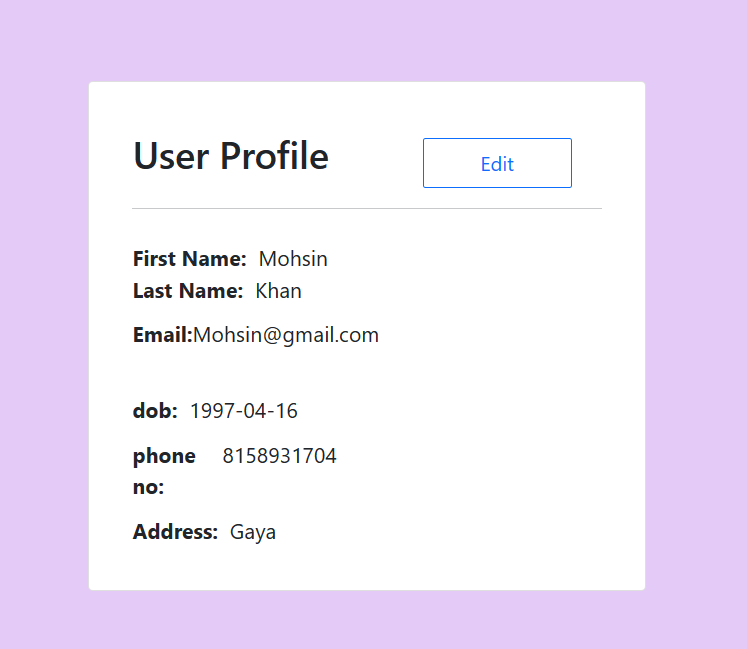 User Profile
Edit
First Name: Mohsin
Last Name: Khan
Email:Mohsin@gmail.com
dob: 1997-04-16
phone 8158931704
no:
Address: Gaya